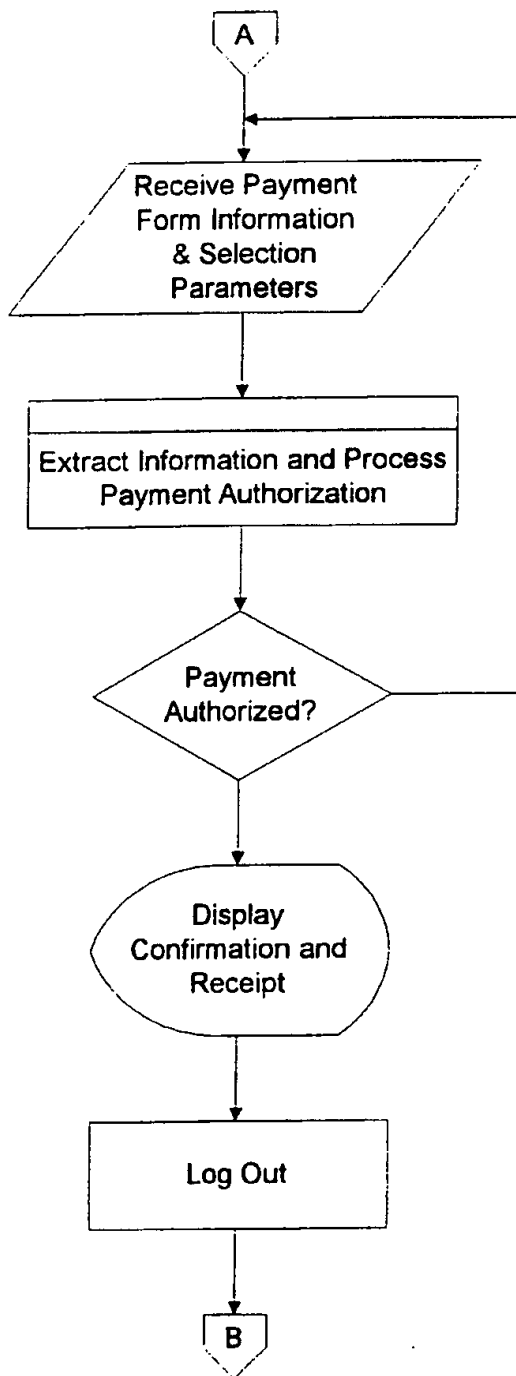 A
Receive Payment
Form Information
& Selection
Parameters
Extract Information and Process
Payment Authorization
Payment
Authorized?
Display
Confirmation and
Receipt
Log Out
B